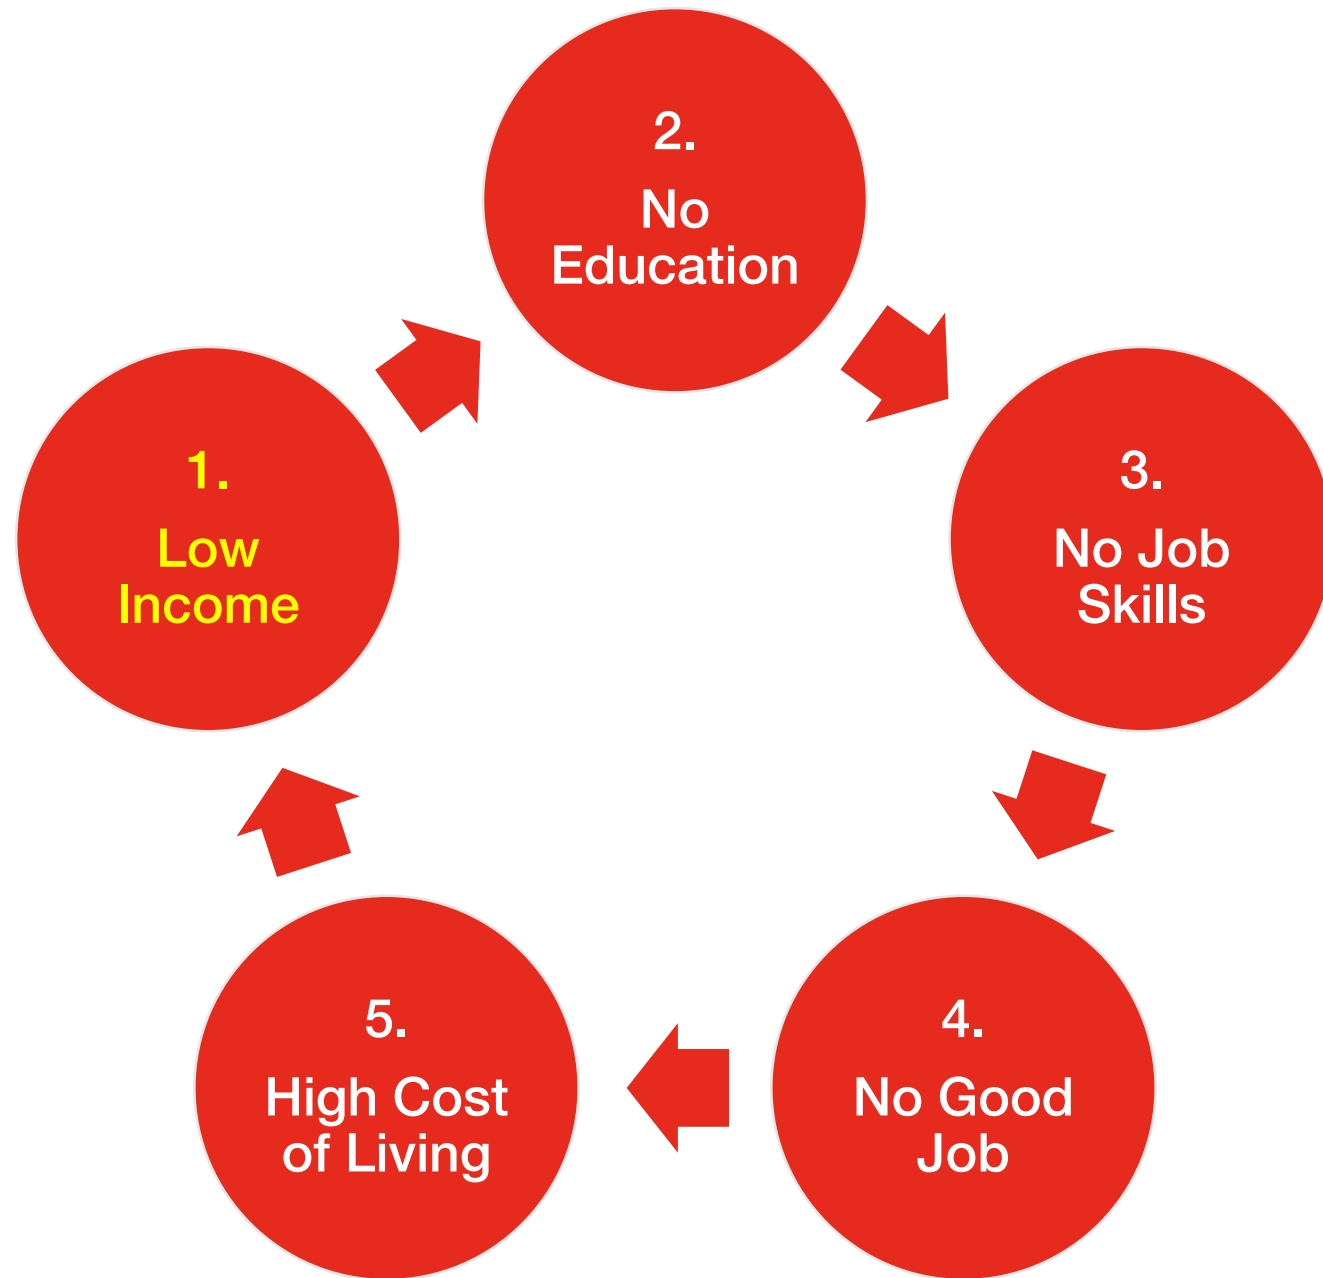 1.
Low
Income
2.
No
Education
3.
No Job
Skills
4.
No Good
Job
5.
High Cost
of Living